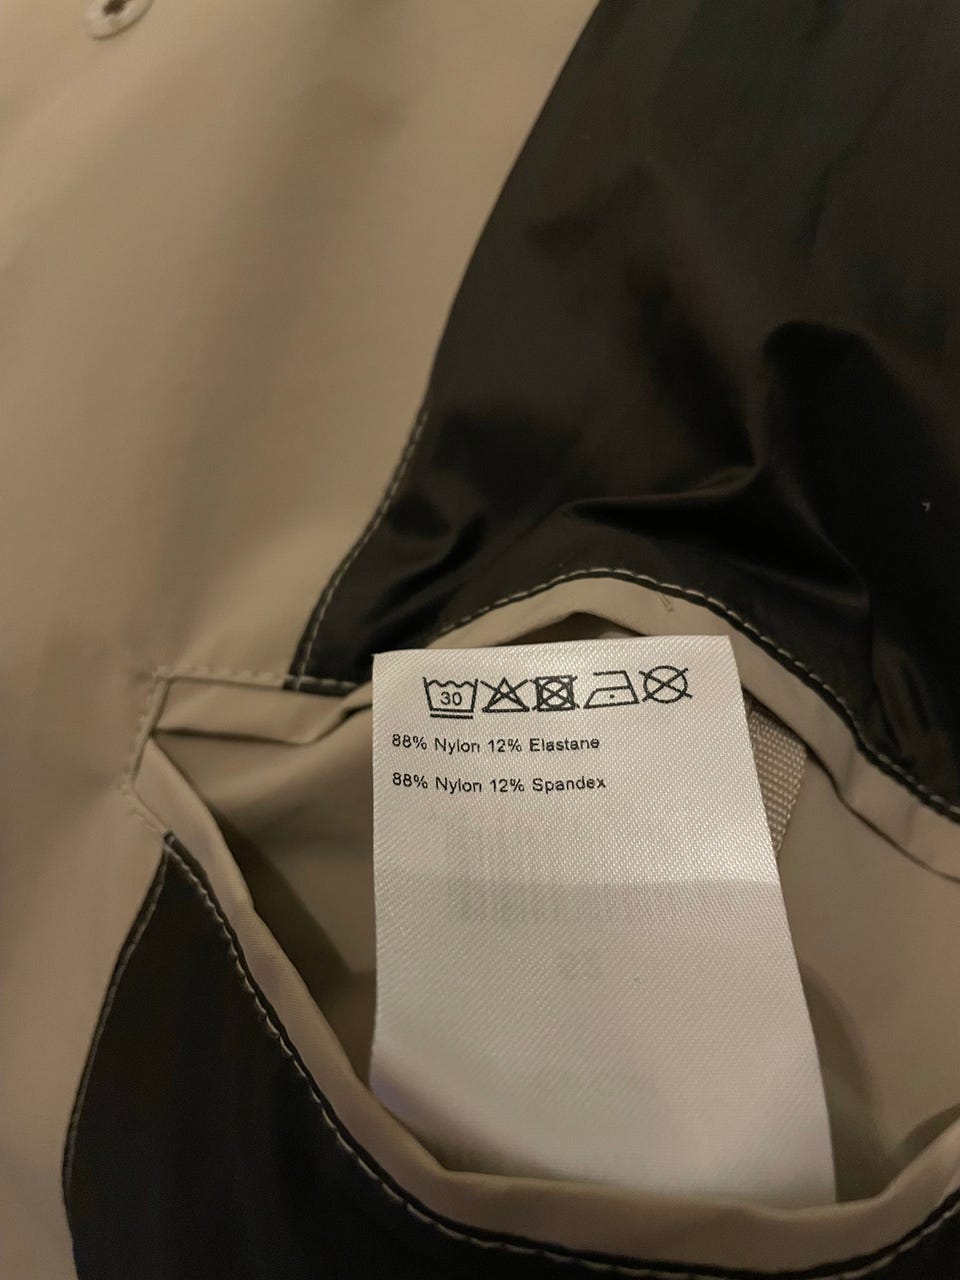 30
88% Nylon 12% Elastane
88% Nylon 12% Spandex